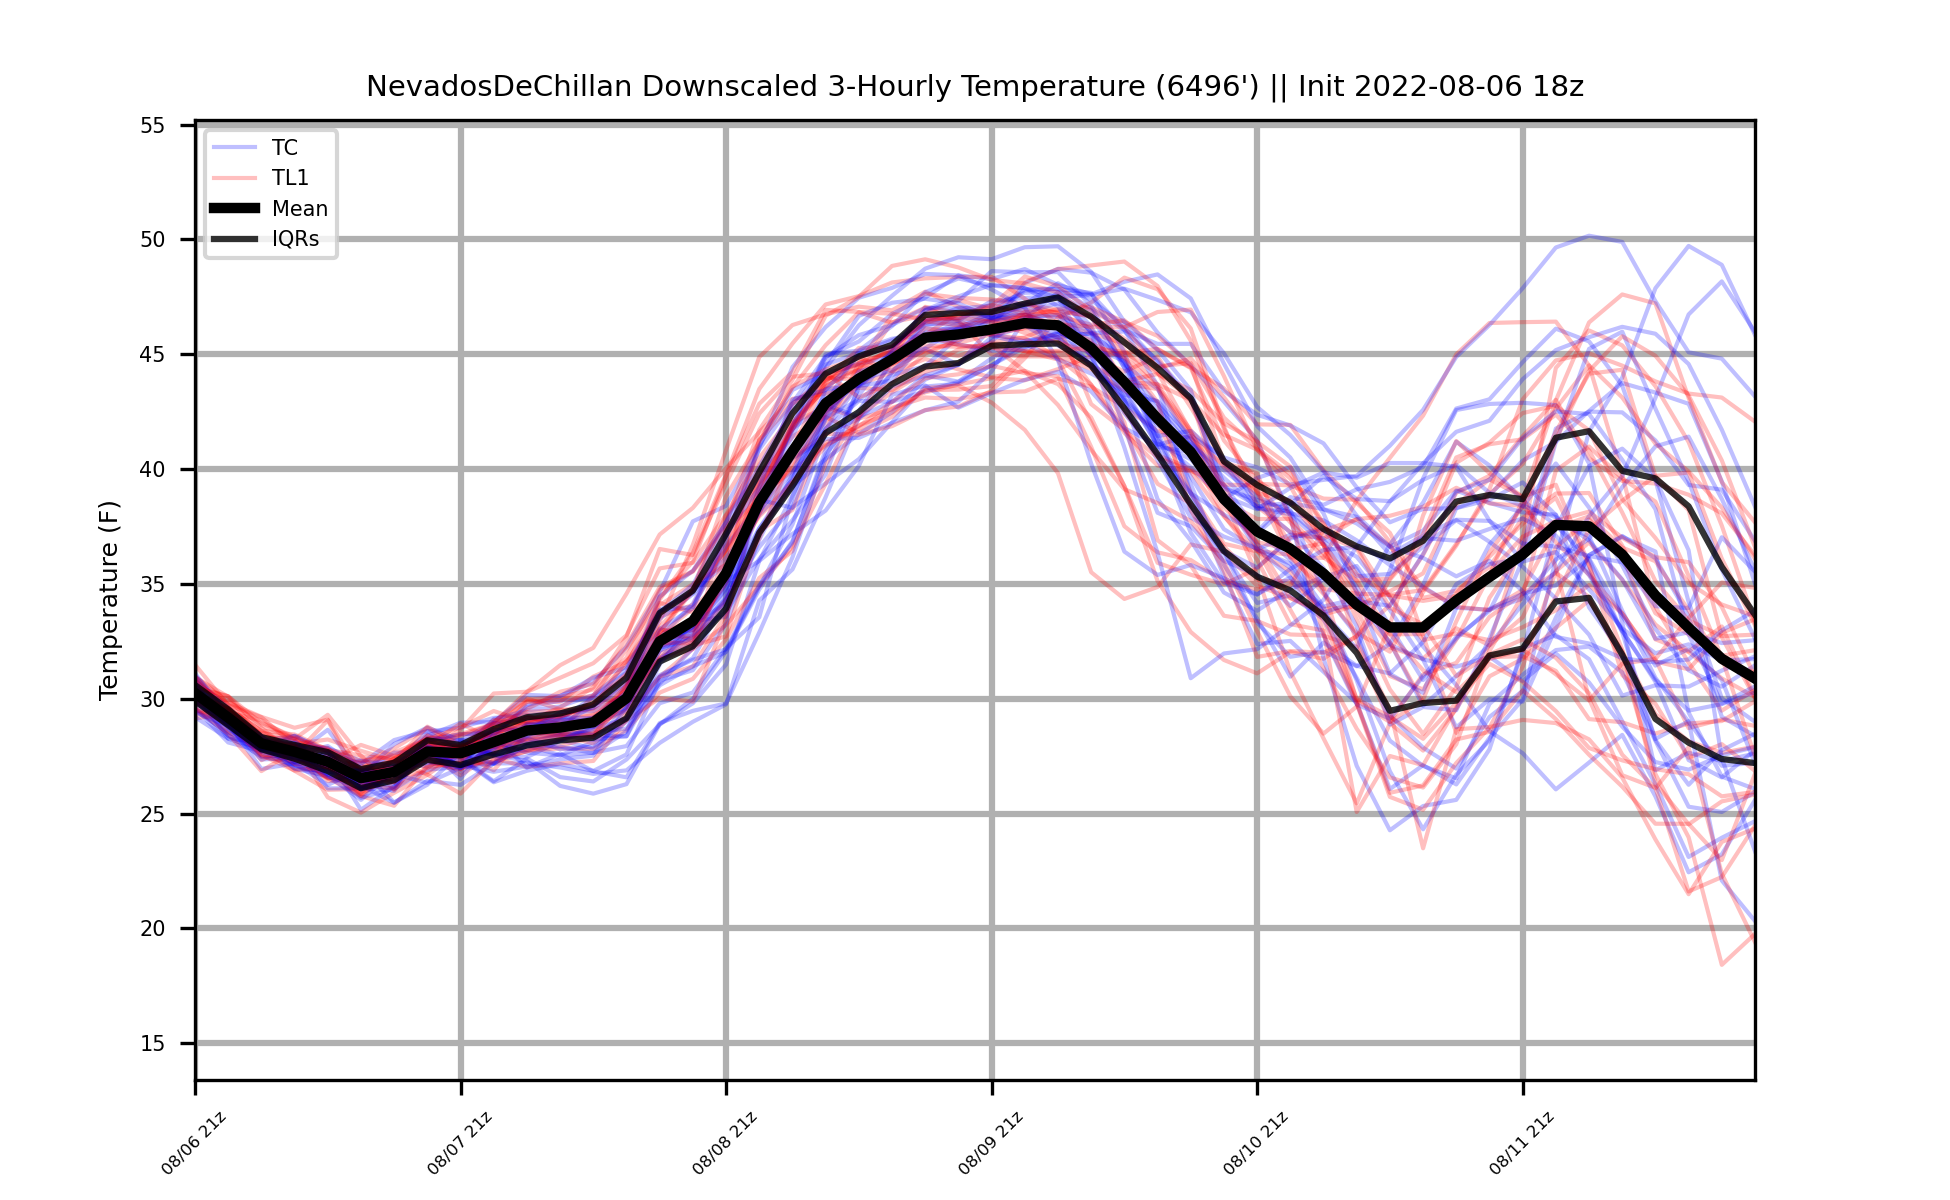 NevadosDeChillan Downscaled 3-Hourly Temperature (6496') || Init 2022-08-06 18z
55
50
45
40
35
30
25
20
15
Temperature (F)
TC
TL1
Mean
IQRs
08/06 21z
08/07 21z
08/08 21z
08/09 21z
08/10 21z
08/11 21z